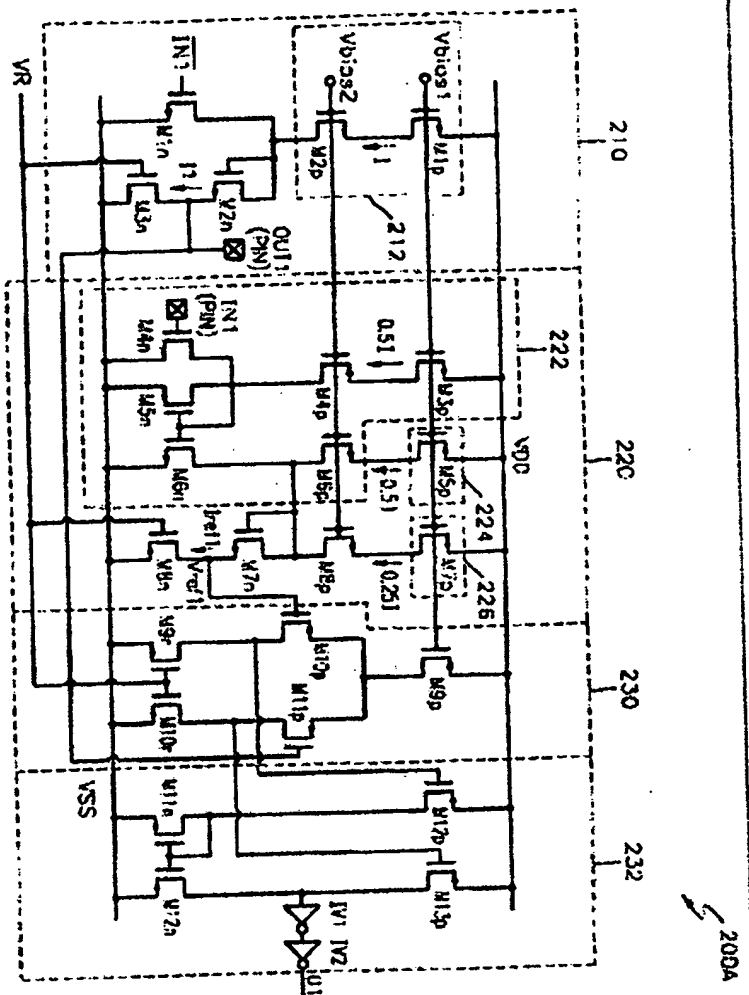 200A
210
220
230
232
222
212
224
226
VDD
Vbias1
Vbias2
M1p
I
M2p
M3p
0.5I
M4p
M5p
0.5I
M6p
M7p
0.25I
M8p
M9p
M10p
M11p
M12p
M13p
IN1
M1n
M2n
I1
M3n
OUT1
(PIN)
IN1
(PIN)
M4n
M5n
M6n
M7n
Iref1
Vref1
M8n
M9n
M10n
M11n
M12n
IV1
IV2
VR
VSS